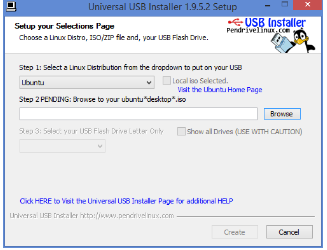 Universal USB Installer 1.9.5.2 Setup
Setup your Selections Page
Choose a Linux Distro, ISO/ZIP file and, your USB Flash Drive.
USB Installer
Pendrivelinux.com
Step 1: Select a Linux Distribution from the dropdown to put on your USB
Ubuntu
Local iso Selected.
Visit the Ubuntu Home Page
Step 2 PENDING: Browse to your ubuntu*desktop*.iso
Browse
Step 3: Select your USB Flash Drive Letter Only
Show all Drives (USE WITH CAUTION)
Click HERE to Visit the Universal USB Installer Page for additional HELP
Universal USB Installer http://www.pendrivelinux.com
Create
Cancel